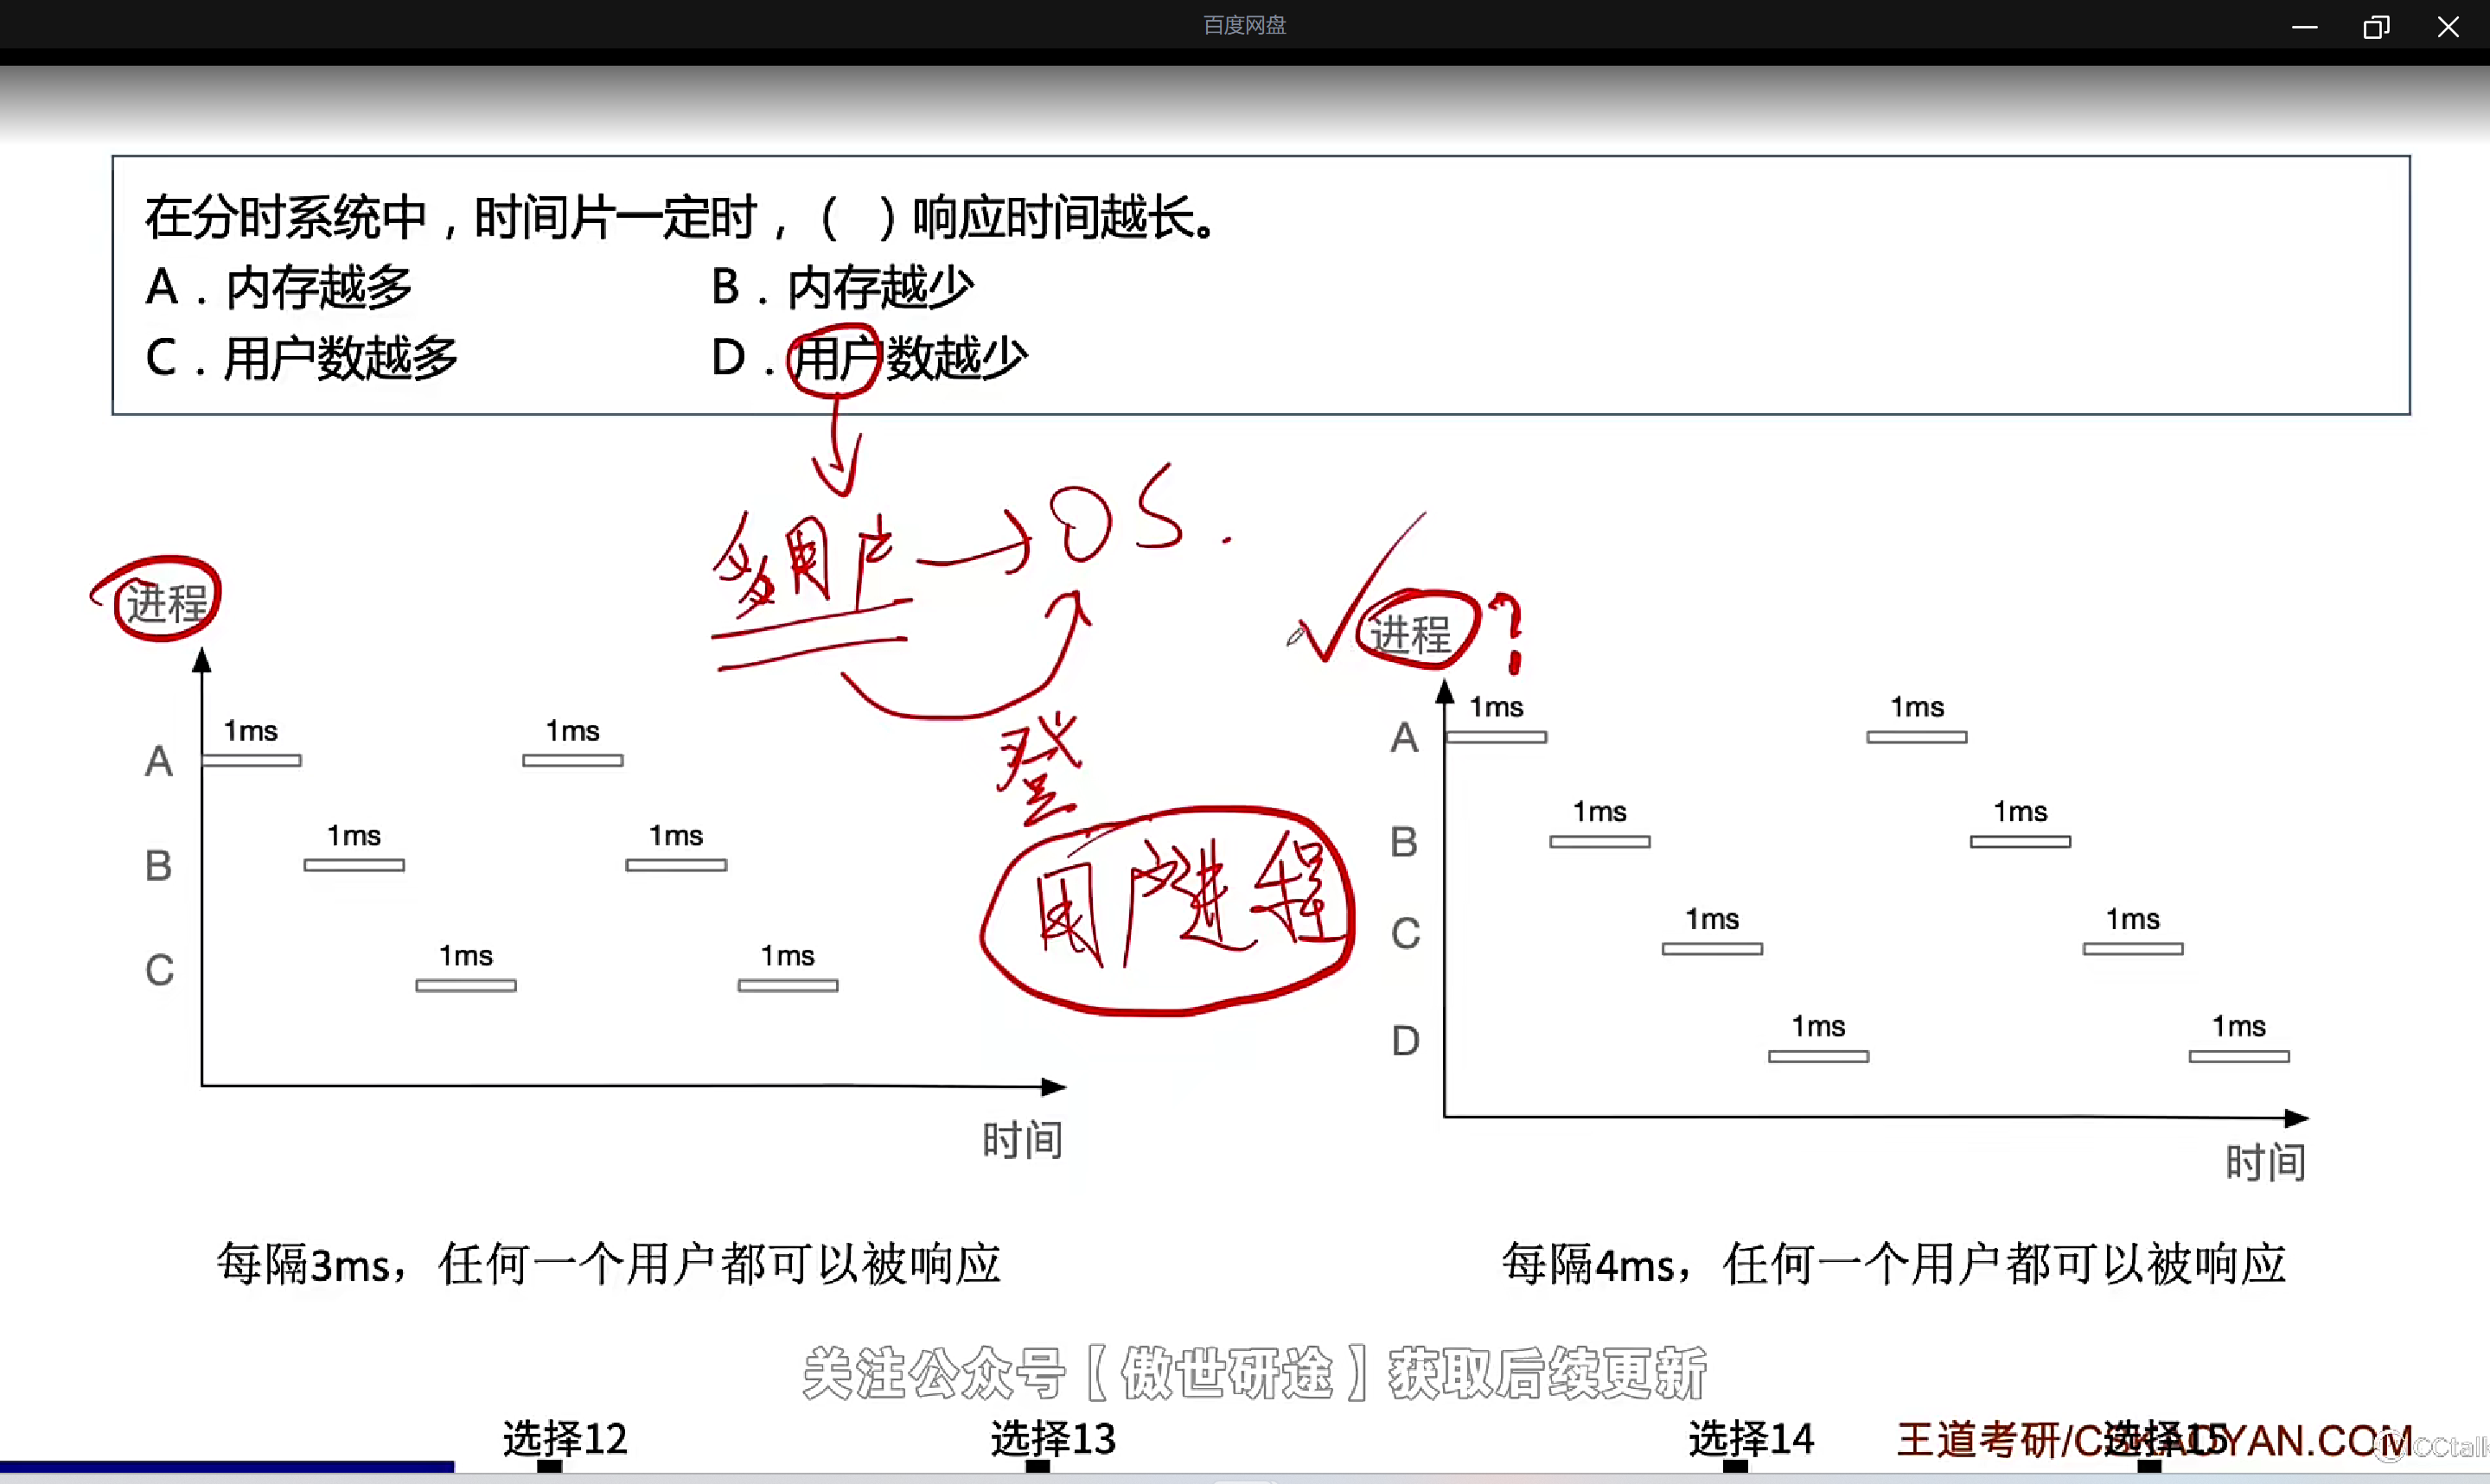 百度网盘
在分时系统中，时间片一定时，（ ）响应时间越长。
A．内存越多 B．内存越少
C．用户数越多 D．用户数越少
多用户→OS.
进程
进程 ?
1ms 1ms
1ms 1ms
A
A
登
1ms 1ms
1ms 1ms
B
B
用户进程
1ms 1ms
1ms 1ms
C
C
1ms 1ms
D
时间
时间
每隔3ms，任何一个用户都可以被响应
每隔4ms，任何一个用户都可以被响应
关注公众号【傲世研途】获取后续更新
选择12 选择13 选择14 选择15
王道考研/CSKAOYAN.COM
CCtalk